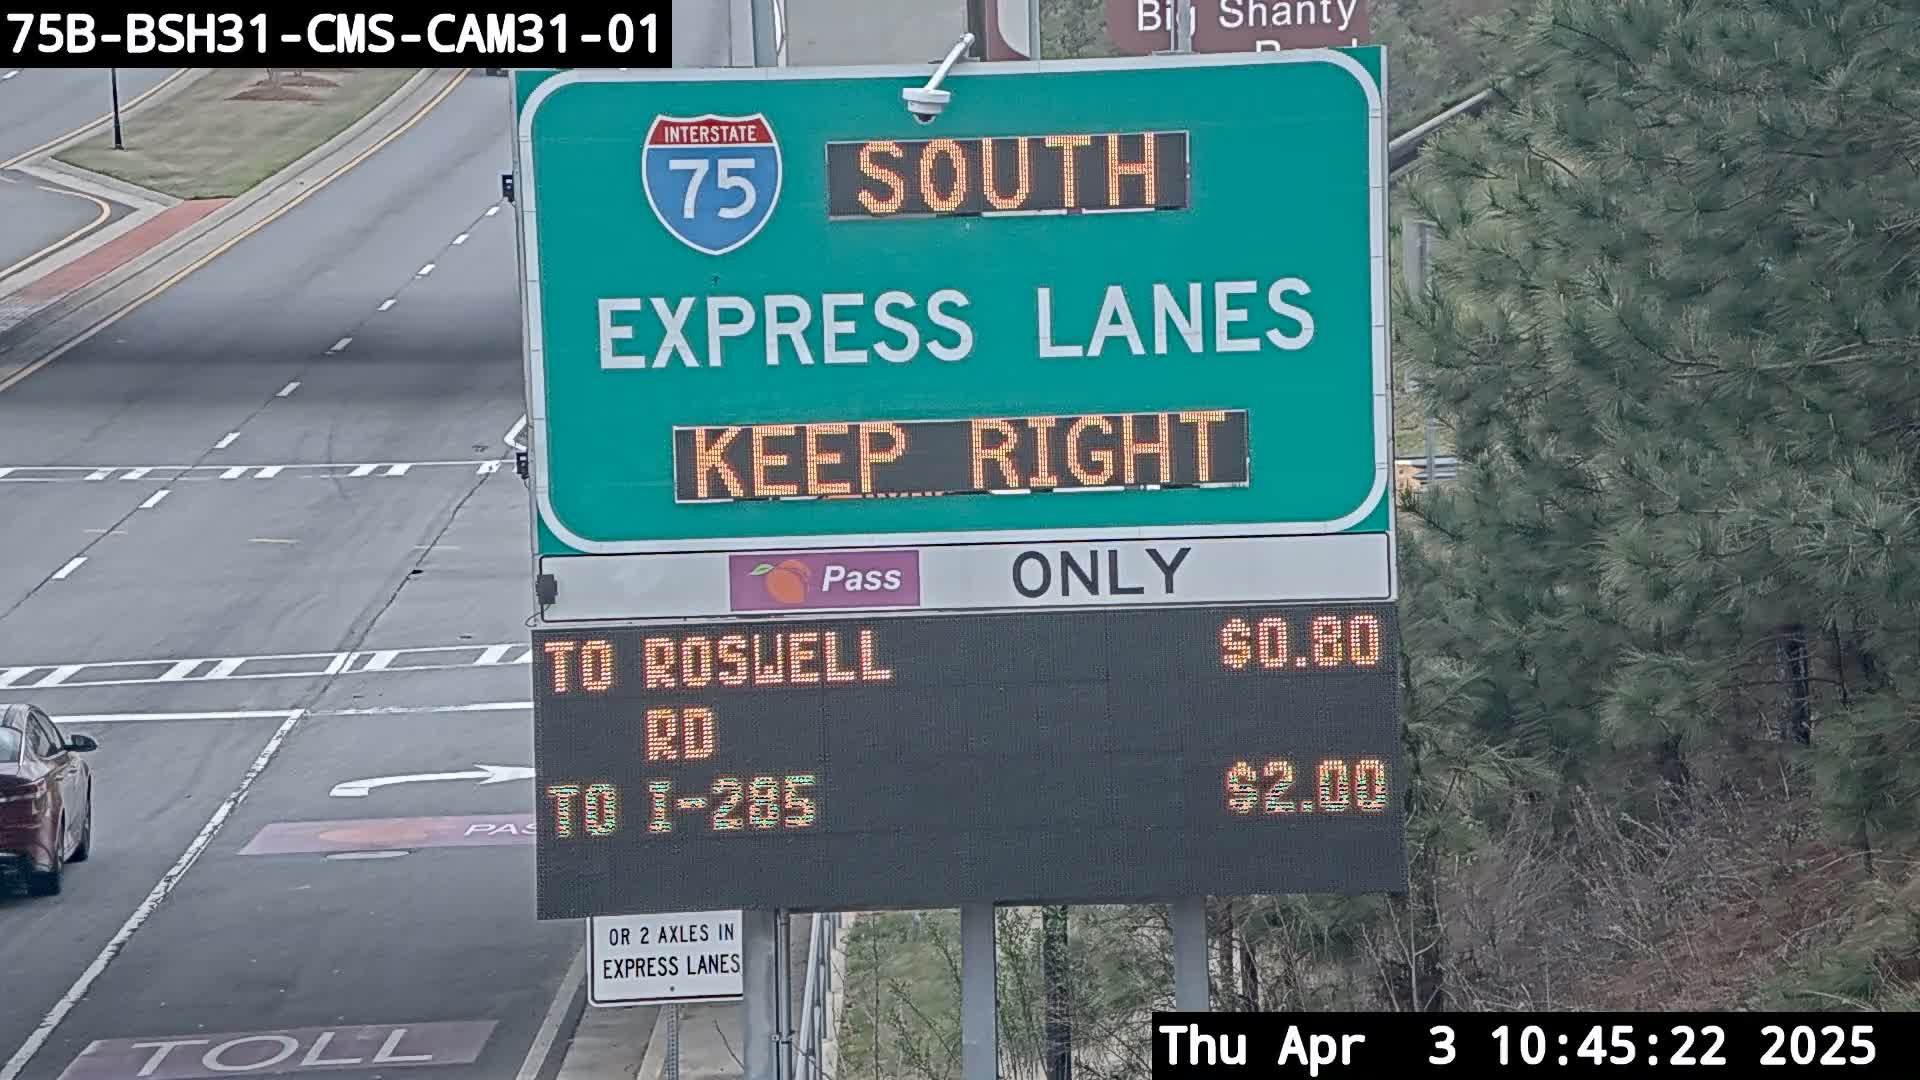 75B-BSH31-CMS-CAM31-01
Big Shanty
INTERSTATE
75
SOUTH
EXPRESS LANES
KEEP RIGHT
Pass ONLY
TO ROSWELL $0.80
RD
TO I-285 $2.00
PAS
OR 2 AXLES IN
EXPRESS LANES
TOLL
Thu Apr 3 10:45:22 2025